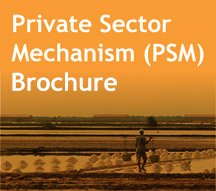 Private Sector
Mechanism (PSM)
Brochure